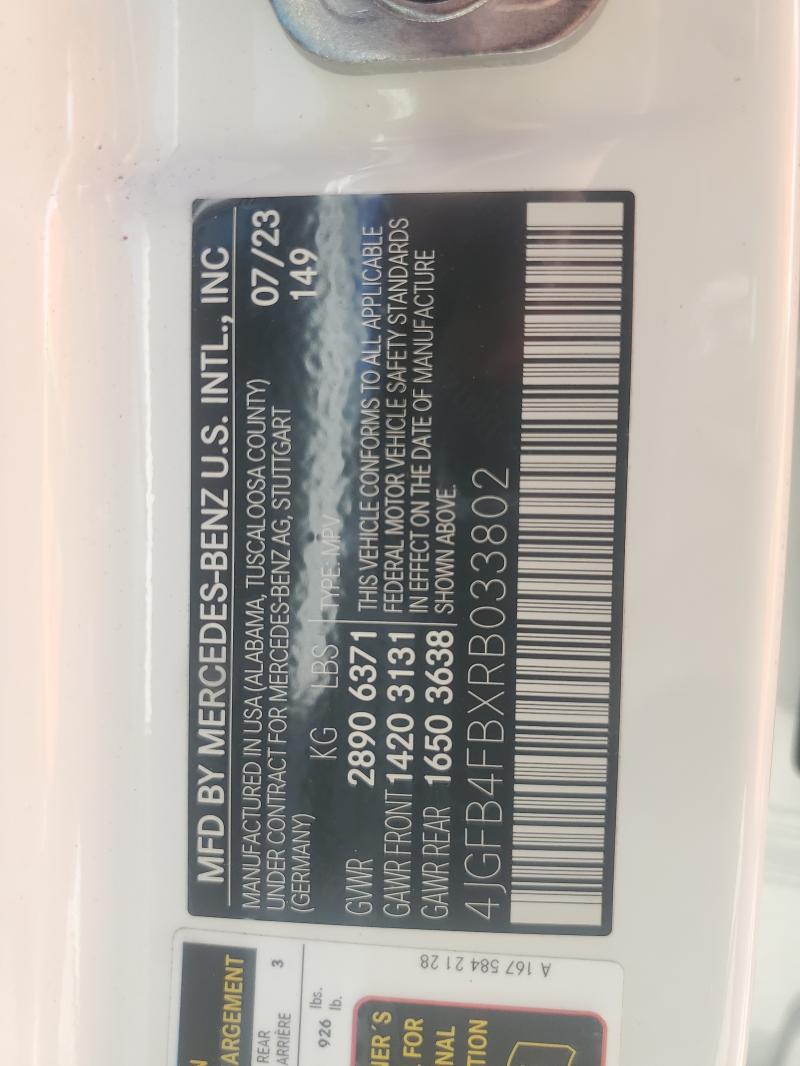 MFD BY MERCEDES-BENZ U.S. INTL., INC
MANUFACTURED IN USA (ALABAMA, TUSCALOOSA COUNTY) 07/23
UNDER CONTRACT FOR MERCEDES-BENZ AG, STUTTGART 149
(GERMANY)
KG LBS TYPE: MPV
GVWR 2890 6371 THIS VEHICLE CONFORMS TO ALL APPLICABLE
GAWR FRONT 1420 3131 FEDERAL MOTOR VEHICLE SAFETY STANDARDS
GAWR REAR 1650 3638 IN EFFECT ON THE DATE OF MANUFACTURE
SHOWN ABOVE.
4JGFB4FBXRB033802
N
ARGEMENT
REAR
ARRIÈRE 3
926 lbs.
lb.
NER'S
FOR
NAL
TION
A 167 584 21 28